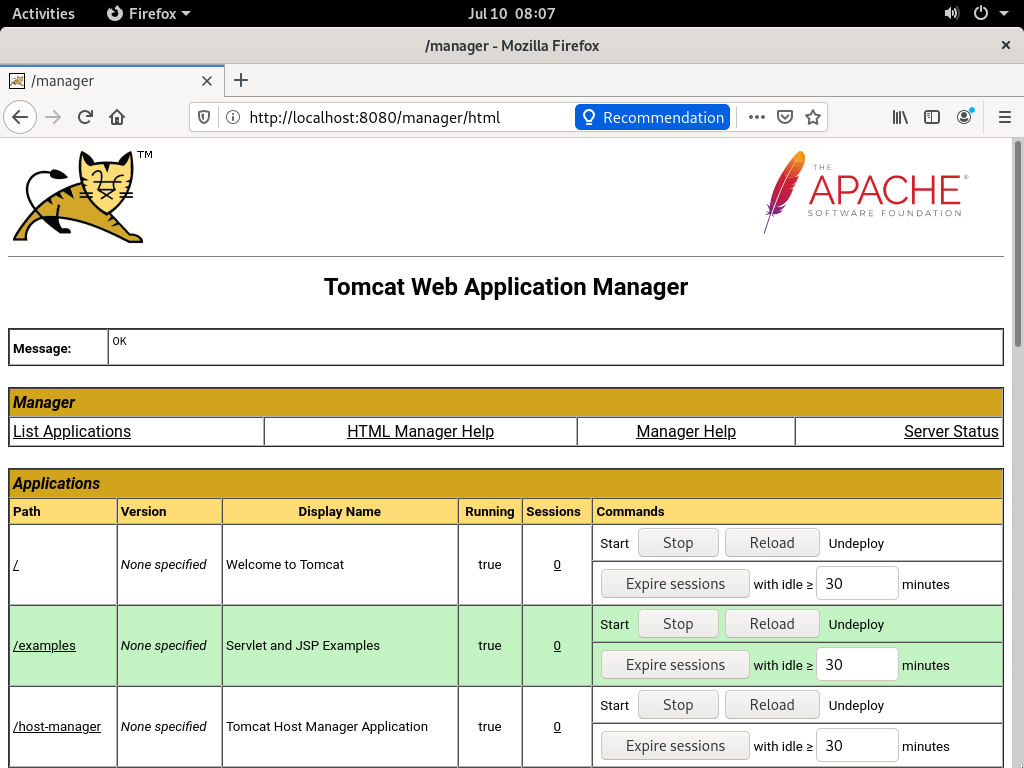 Activities Firefox Jul 10 08:07
/manager - Mozilla Firefox
/manager
http://localhost:8080/manager/html Recommendation
TM
THE
APACHE®
SOFTWARE FOUNDATION
Tomcat Web Application Manager
Message: OK
Manager
List Applications HTML Manager Help Manager Help Server Status
Applications
Path Version Display Name Running Sessions Commands
Start Stop Reload Undeploy
/ None specified Welcome to Tomcat true 0
Expire sessions with idle ≥ 30 minutes
Start Stop Reload Undeploy
/examples None specified Servlet and JSP Examples true 0
Expire sessions with idle ≥ 30 minutes
Start Stop Reload Undeploy
/host-manager None specified Tomcat Host Manager Application true 0
Expire sessions with idle ≥ 30 minutes